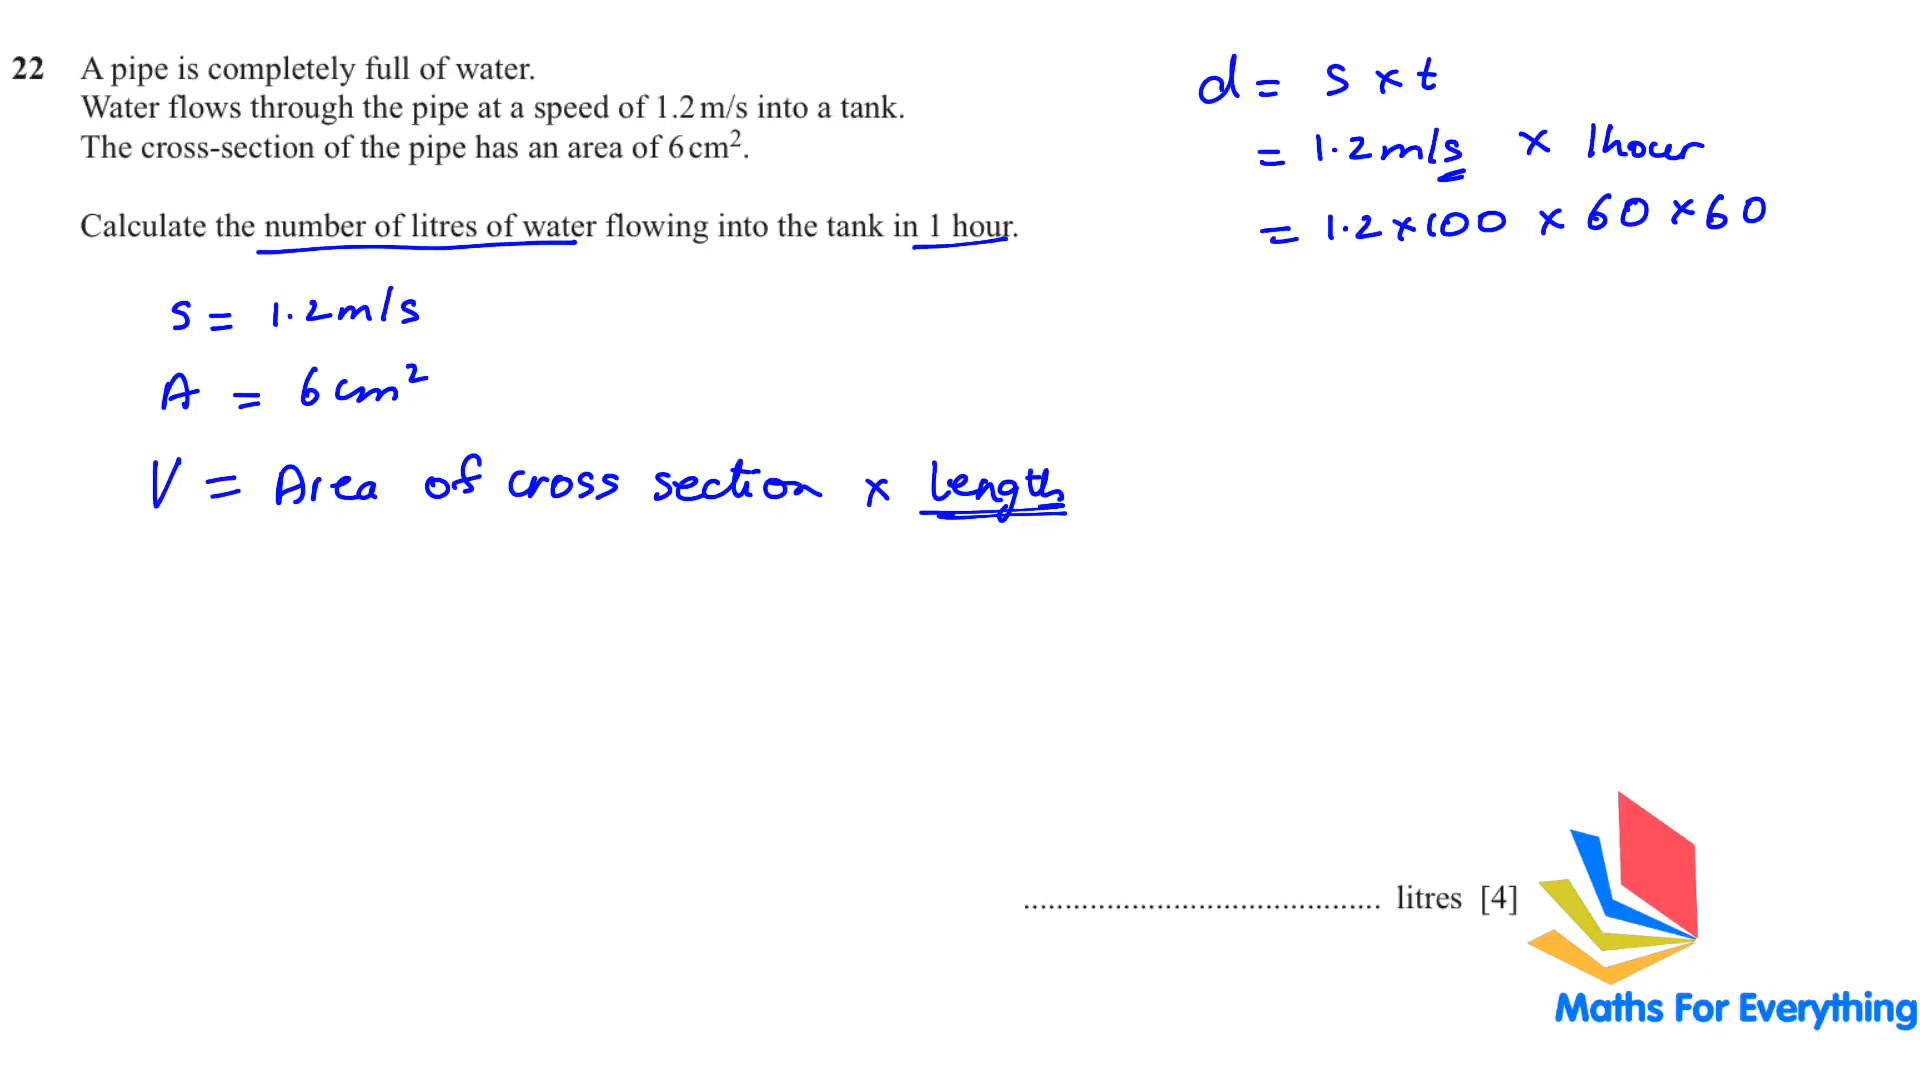 22 A pipe is completely full of water.
Water flows through the pipe at a speed of 1.2 m/s into a tank.
The cross-section of the pipe has an area of 6 cm².
Calculate the number of litres of water flowing into the tank in 1 hour.
d = s × t
= 1.2 m/s × 1 hour
= 1.2 × 100 × 60 × 60
s = 1.2 m/s
A = 6 cm²
V = Area of cross section × Length
........................................... litres [4]
Maths For Everything